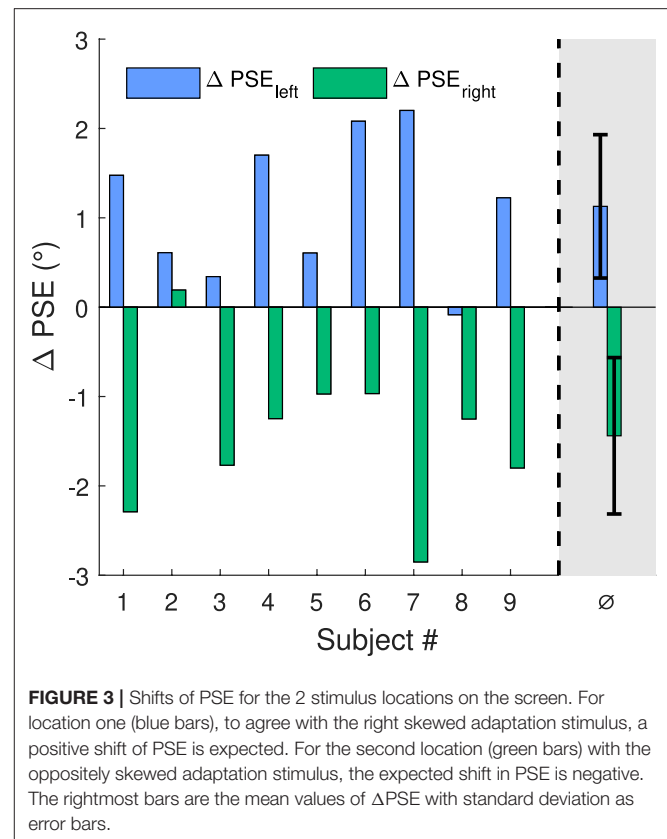 3
Δ PSE left
Δ PSE right
2
1
0
-1
-2
-3
Δ PSE (°)
1 2 3 4 5 6 7 8 9 ∅
Subject #
FIGURE 3 | Shifts of PSE for the 2 stimulus locations on the screen. For
location one (blue bars), to agree with the right skewed adaptation stimulus, a
positive shift of PSE is expected. For the second location (green bars) with the
oppositely skewed adaptation stimulus, the expected shift in PSE is negative.
The rightmost bars are the mean values of ΔPSE with standard deviation as
error bars.